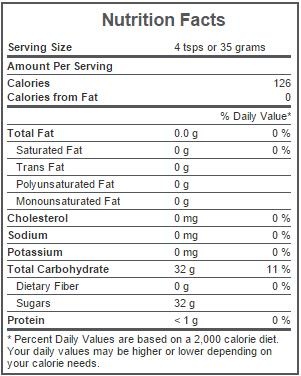 Nutrition Facts
Serving Size 4 tsps or 35 grams
Amount Per Serving
Calories 126
Calories from Fat 0
% Daily Value*
Total Fat 0.0 g 0 %
Saturated Fat 0 g 0 %
Trans Fat 0 g
Polyunsaturated Fat 0 g
Monounsaturated Fat 0 g
Cholesterol 0 mg 0 %
Sodium 0 mg 0 %
Potassium 0 mg 0 %
Total Carbohydrate 32 g 11 %
Dietary Fiber 0 g 0 %
Sugars 32 g
Protein < 1 g 0 %
* Percent Daily Values are based on a 2,000 calorie diet.
Your daily values may be higher or lower depending on
your calorie needs.